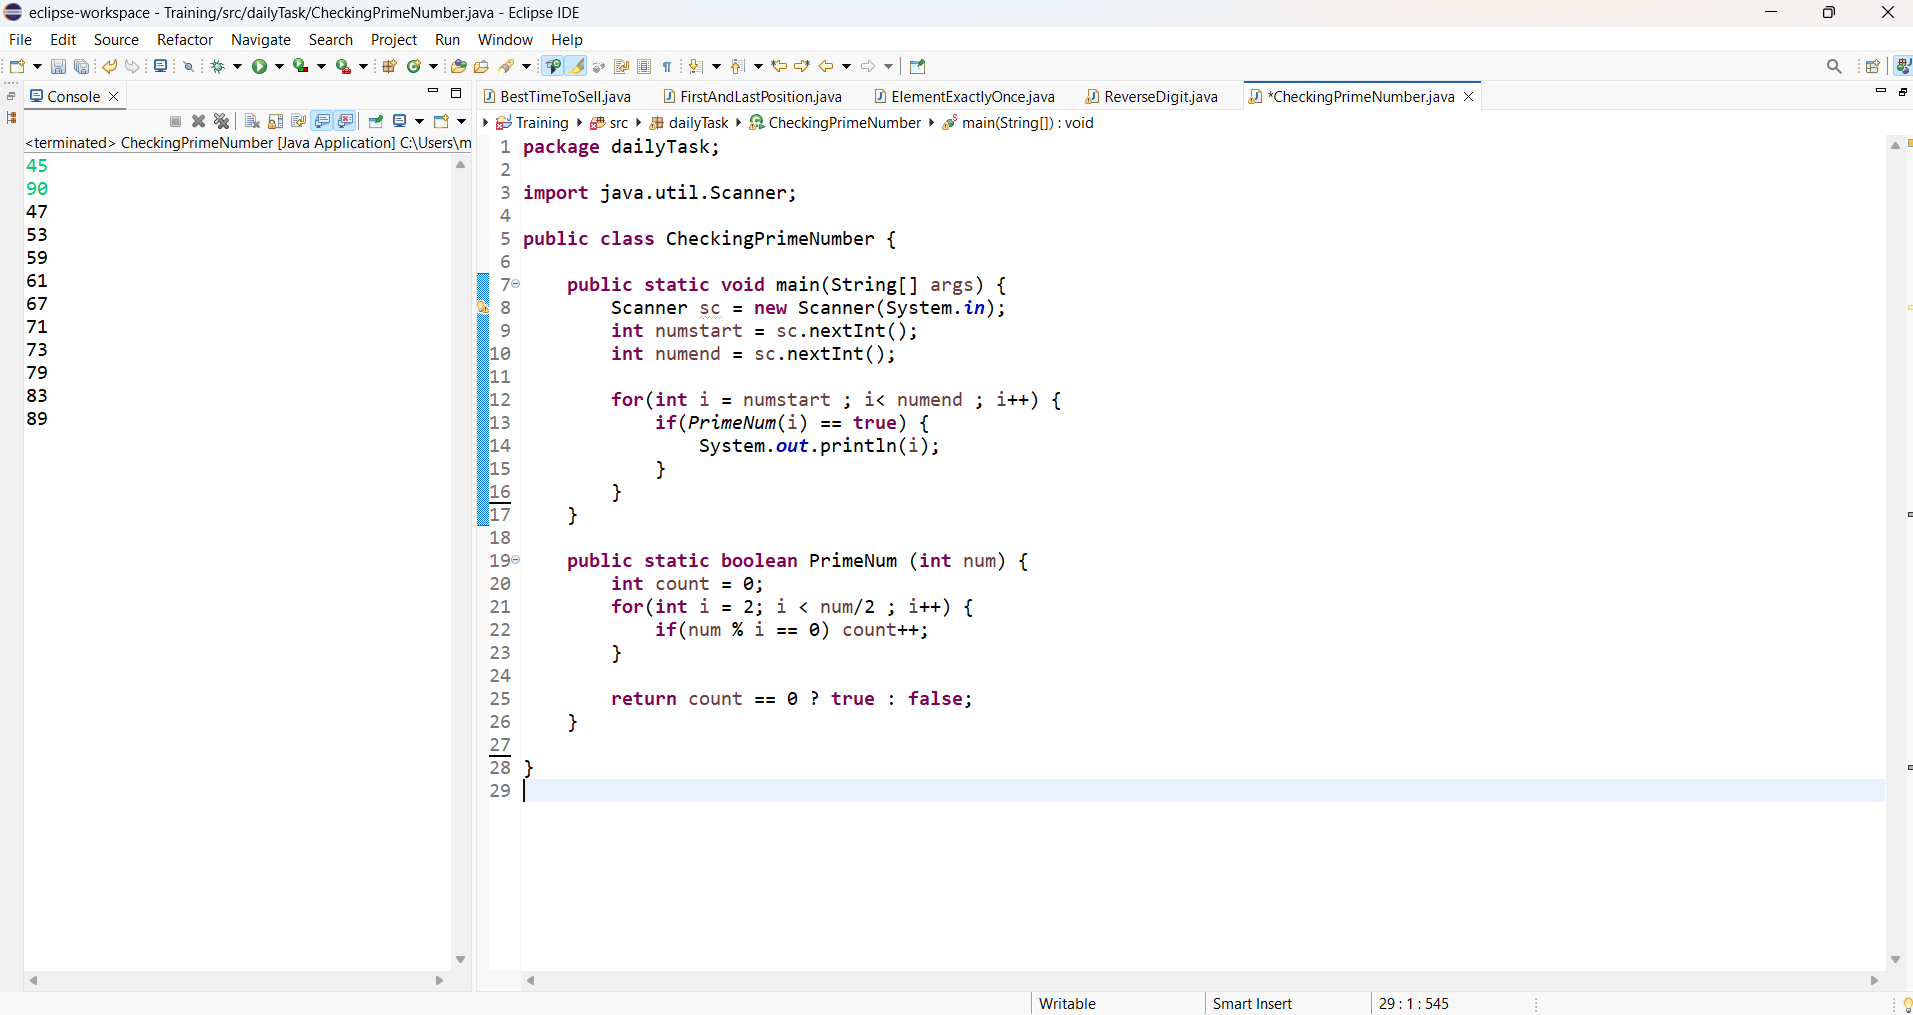 eclipse-workspace - Training/src/dailyTask/CheckingPrimeNumber.java - Eclipse IDE
File Edit Source Refactor Navigate Search Project Run Window Help
Console
<terminated> CheckingPrimeNumber [Java Application] C:\Users\m
45
90
47
53
59
61
67
71
73
79
83
89
BestTimeToSell.java FirstAndLastPosition.java ElementExactlyOnce.java ReverseDigit.java *CheckingPrimeNumber.java
Training src dailyTask CheckingPrimeNumber main(String[]) : void
1 package dailyTask;
2
3 import java.util.Scanner;
4
5 public class CheckingPrimeNumber {
6
7     public static void main(String[] args) {
8         Scanner sc = new Scanner(System.in);
9         int numstart = sc.nextInt();
10         int numend = sc.nextInt();
11
12         for(int i = numstart ; i< numend ; i++) {
13             if(PrimeNum(i) == true) {
14                 System.out.println(i);
15             }
16         }
17     }
18
19     public static boolean PrimeNum (int num) {
20         int count = 0;
21         for(int i = 2; i < num/2 ; i++) {
22             if(num % i == 0) count++;
23         }
24
25         return count == 0 ? true : false;
26     }
27
28 }
29
Writable Smart Insert 29 : 1 : 545